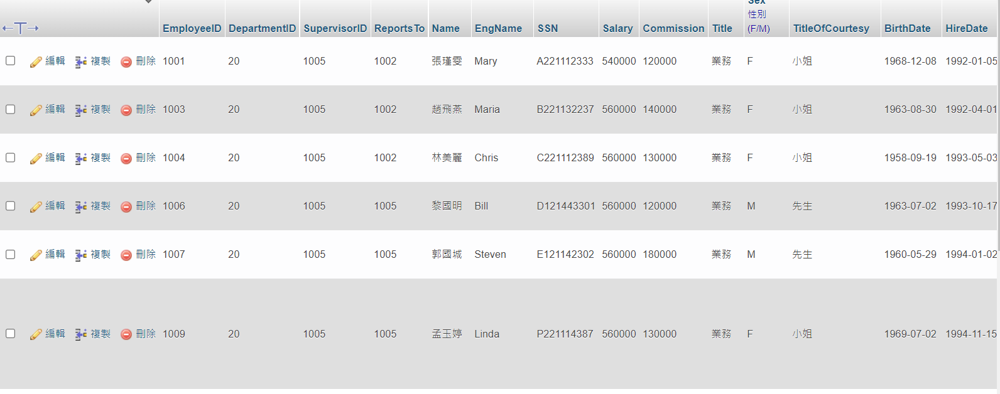 EmployeeID DepartmentID SupervisorID ReportsTo Name EngName SSN Salary Commission Title Sex 性別 (F/M) TitleOfCourtesy BirthDate HireDate
編輯 複製 刪除 1001 20 1005 1002 張瑾雯 Mary A221112333 540000 120000 業務 F 小姐 1968-12-08 1992-01-05
編輯 複製 刪除 1003 20 1005 1002 趙飛燕 Maria B221132237 560000 140000 業務 F 小姐 1963-08-30 1992-04-01
編輯 複製 刪除 1004 20 1005 1002 林美麗 Chris C221112389 560000 130000 業務 F 小姐 1958-09-19 1993-05-03
編輯 複製 刪除 1006 20 1005 1005 黎國明 Bill D121443301 560000 120000 業務 M 先生 1963-07-02 1993-10-17
編輯 複製 刪除 1007 20 1005 1005 郭國城 Steven E121142302 560000 180000 業務 M 先生 1960-05-29 1994-01-02
編輯 複製 刪除 1009 20 1005 1005 孟玉婷 Linda P221114387 560000 130000 業務 F 小姐 1969-07-02 1994-11-15